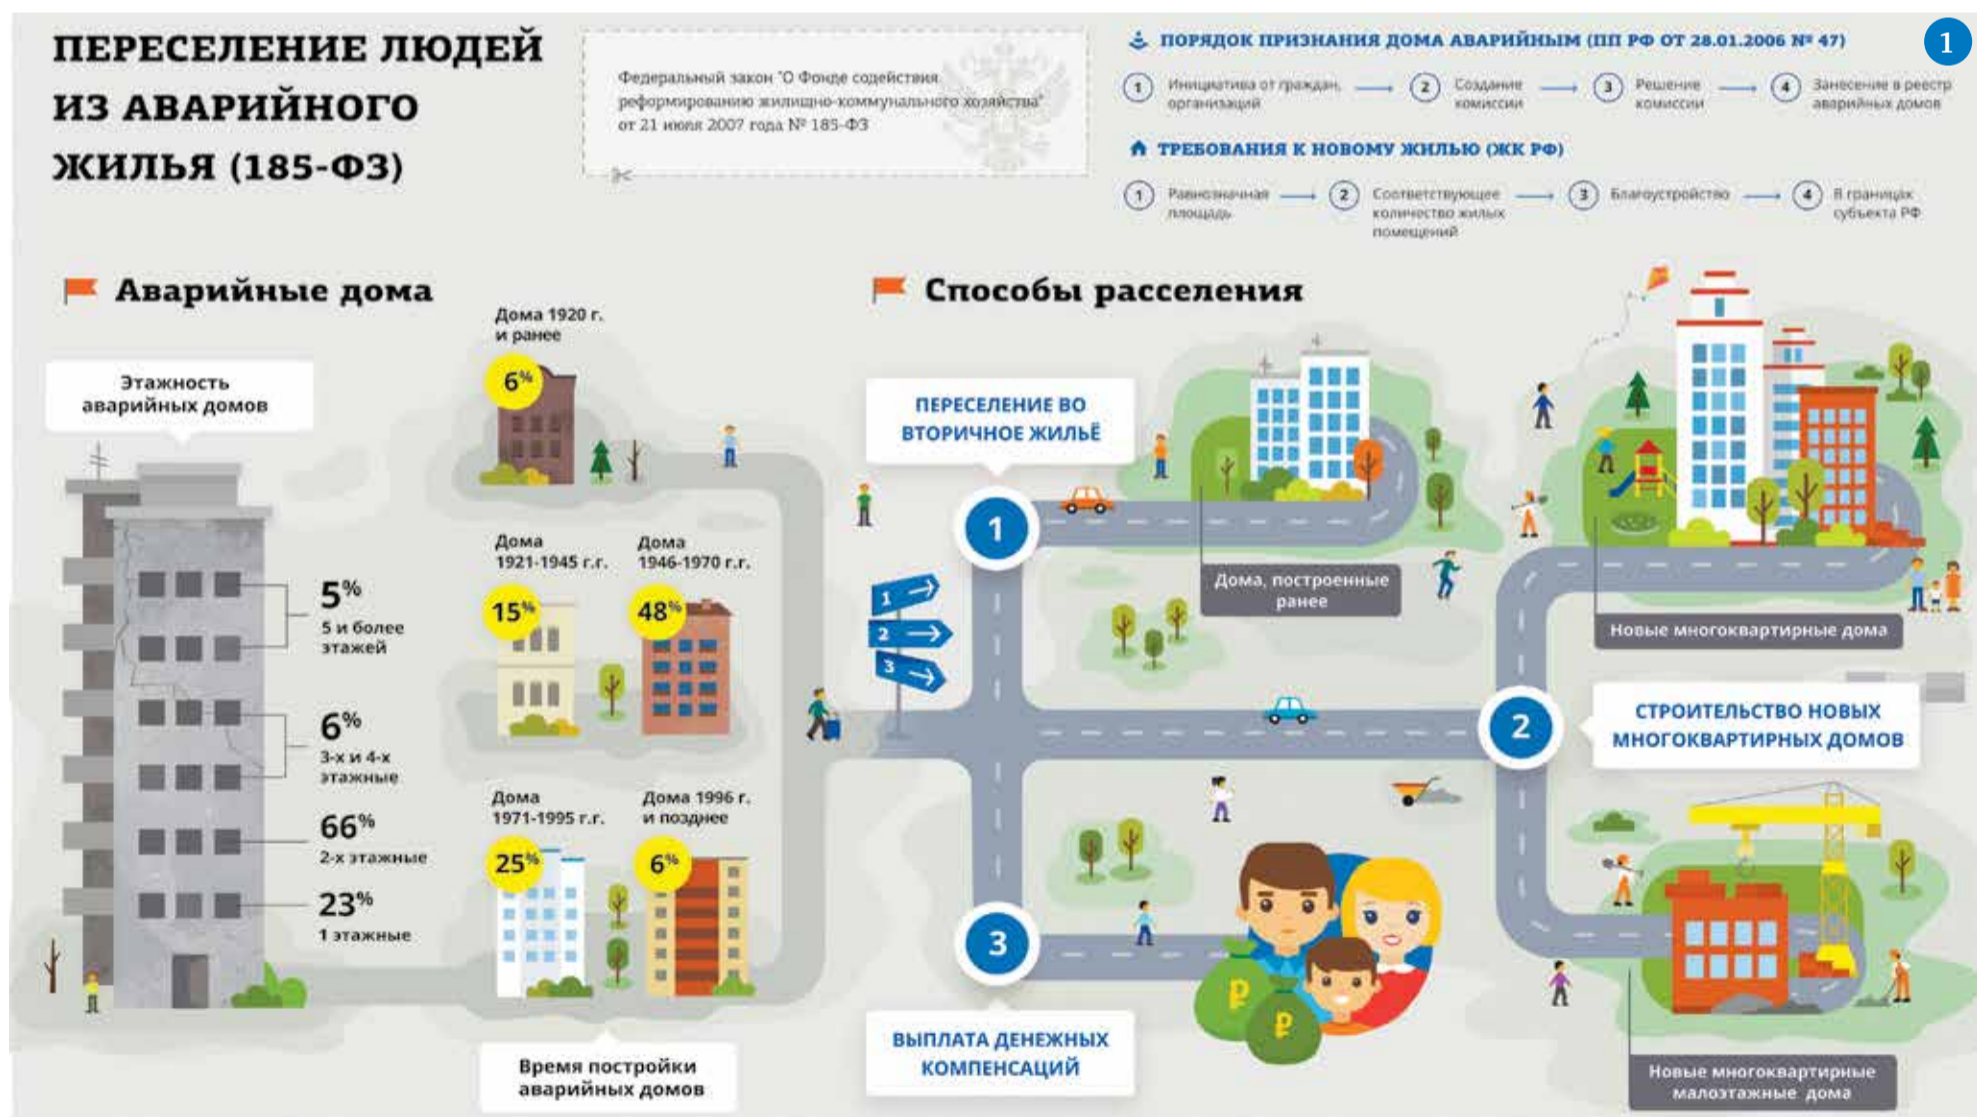 ПЕРЕСЕЛЕНИЕ ЛЮДЕЙ
ИЗ АВАРИЙНОГО
ЖИЛЬЯ (185-ФЗ)
Федеральный закон "О Фонде содействия
реформированию жилищно-коммунального хозяйства"
от 21 июля 2007 года № 185-ФЗ
ПОРЯДОК ПРИЗНАНИЯ ДОМА АВАРИЙНЫМ (ПП РФ ОТ 28.01.2006 № 47)
1
1
Инициатива от граждан,
организаций
2
Создание
комиссии
3
Решение
комиссии
4
Занесение в реестр
аварийных домов
ТРЕБОВАНИЯ К НОВОМУ ЖИЛЬЮ (ЖК РФ)
1
Равнозначная
площадь
2
Соответствующее
количество жилых
помещений
3
Благоустройство
4
В границах
субъекта РФ
Аварийные дома
Этажность
аварийных домов
5%
5 и более
этажей
6%
3-х и 4-х
этажные
66%
2-х этажные
23%
1 этажные
Дома 1920 г.
и ранее
6%
Дома
1921-1945 г.г.
15%
Дома
1946-1970 г.г.
48%
Дома
1971-1995 г.г.
25%
Дома 1996 г.
и позднее
6%
Время постройки
аварийных домов
Способы расселения
ПЕРЕСЕЛЕНИЕ ВО
ВТОРИЧНОЕ ЖИЛЬЁ
1
Дома, построенные
ранее
1
2
3
Новые многоквартирные дома
2
СТРОИТЕЛЬСТВО НОВЫХ
МНОГОКВАРТИРНЫХ ДОМОВ
3
ВЫПЛАТА ДЕНЕЖНЫХ
КОМПЕНСАЦИЙ
₽
₽
Новые многоквартирные
малоэтажные дома